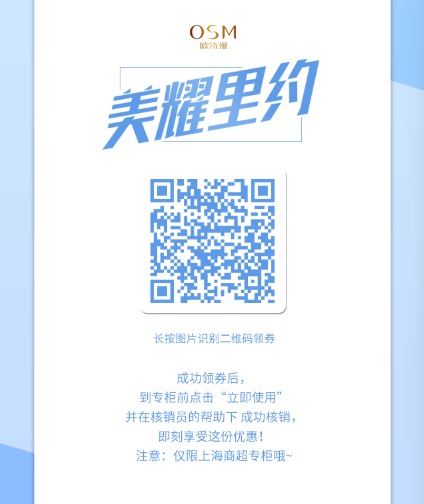 OSM
欧诗漫
美耀里约
长按图片识别二维码领券
成功领券后，
到专柜前点击“立即使用”
并在核销员的帮助下 成功核销，
即刻享受这份优惠！
注意：仅限上海商超专柜哦~